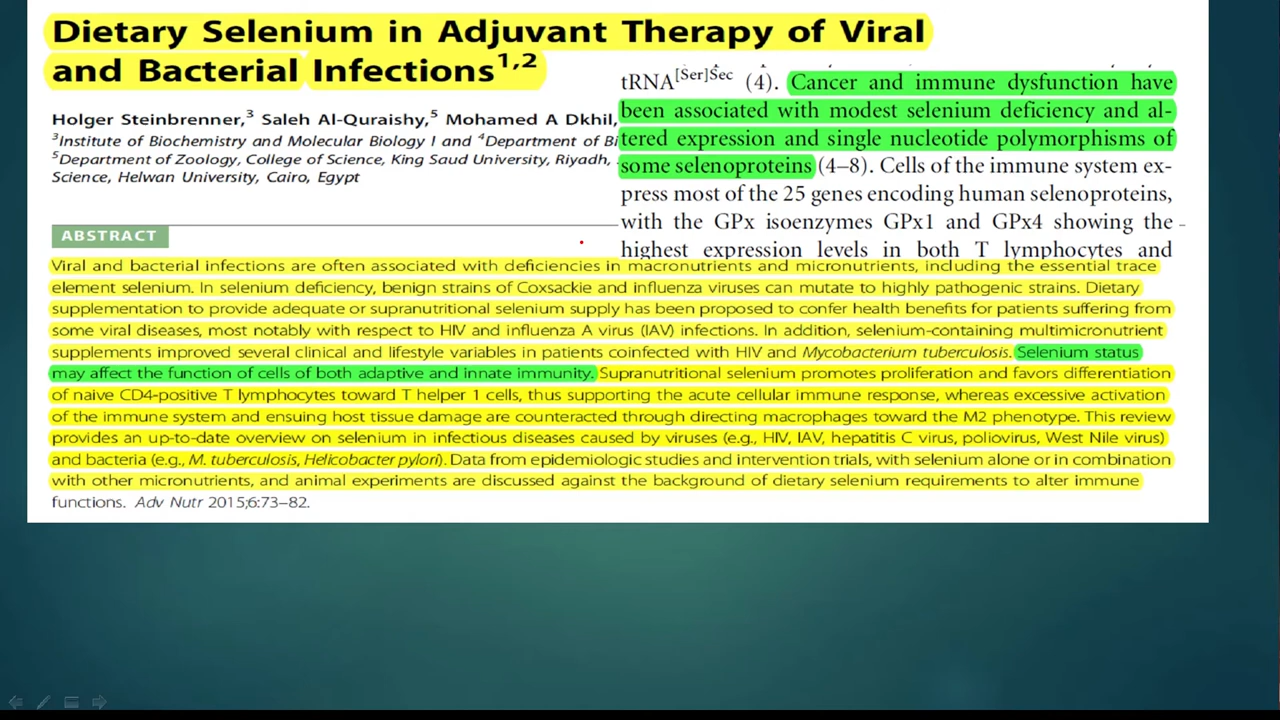 Dietary Selenium in Adjuvant Therapy of Viral
and Bacterial Infections1,2
Holger Steinbrenner,3 Saleh Al-Quraishy,5 Mohamed A Dkhil,
3Institute of Biochemistry and Molecular Biology I and 4Department of Bi
5Department of Zoology, College of Science, King Saud University, Riyadh,
Science, Helwan University, Cairo, Egypt
tRNA[Ser]Sec (4). Cancer and immune dysfunction have
been associated with modest selenium deficiency and al-
tered expression and single nucleotide polymorphisms of
some selenoproteins (4–8). Cells of the immune system ex-
press most of the 25 genes encoding human selenoproteins,
with the GPx isoenzymes GPx1 and GPx4 showing the
highest expression levels in both T lymphocytes and
ABSTRACT
Viral and bacterial infections are often associated with deficiencies in macronutrients and micronutrients, including the essential trace
element selenium. In selenium deficiency, benign strains of Coxsackie and influenza viruses can mutate to highly pathogenic strains. Dietary
supplementation to provide adequate or supranutritional selenium supply has been proposed to confer health benefits for patients suffering from
some viral diseases, most notably with respect to HIV and influenza A virus (IAV) infections. In addition, selenium-containing multimicronutrient
supplements improved several clinical and lifestyle variables in patients coinfected with HIV and Mycobacterium tuberculosis. Selenium status
may affect the function of cells of both adaptive and innate immunity. Supranutritional selenium promotes proliferation and favors differentiation
of naive CD4-positive T lymphocytes toward T helper 1 cells, thus supporting the acute cellular immune response, whereas excessive activation
of the immune system and ensuing host tissue damage are counteracted through directing macrophages toward the M2 phenotype. This review
provides an up-to-date overview on selenium in infectious diseases caused by viruses (e.g., HIV, IAV, hepatitis C virus, poliovirus, West Nile virus)
and bacteria (e.g., M. tuberculosis, Helicobacter pylori). Data from epidemiologic studies and intervention trials, with selenium alone or in combination
with other micronutrients, and animal experiments are discussed against the background of dietary selenium requirements to alter immune
functions. Adv Nutr 2015;6:73–82.